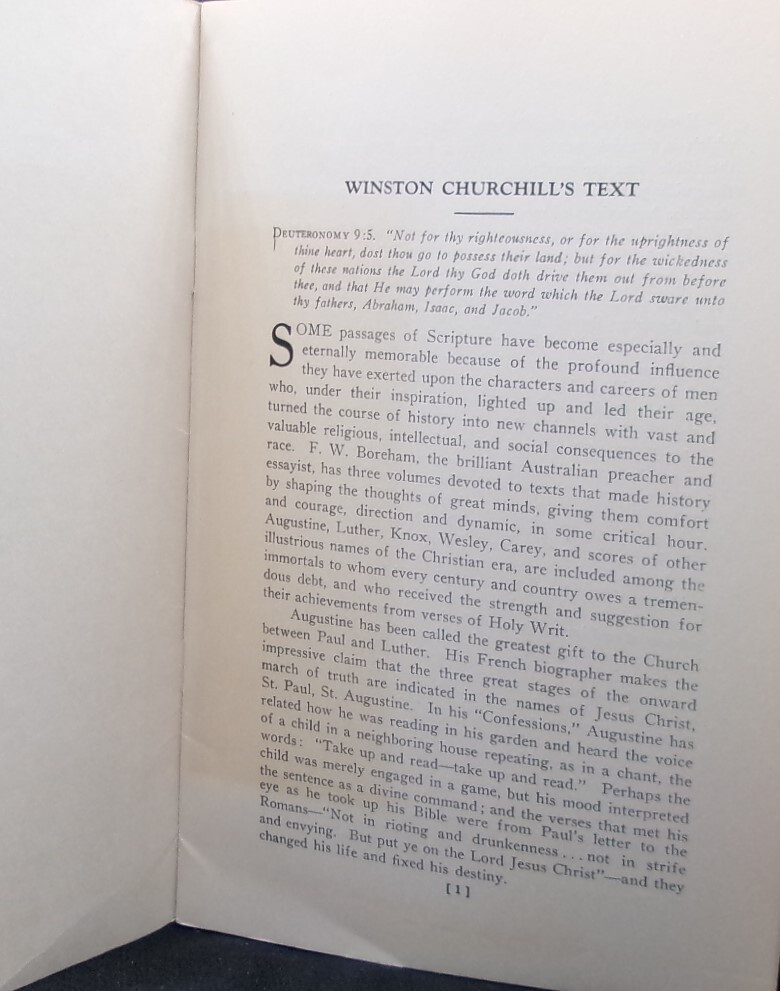 WINSTON CHURCHILL'S TEXT
DEUTERONOMY 9:5. "Not for thy righteousness, or for the uprightness of
thine heart, dost thou go to possess their land; but for the wickedness
of these nations the Lord thy God doth drive them out from before
thee, and that He may perform the word which the Lord sware unto
thy fathers, Abraham, Isaac, and Jacob."
SOME passages of Scripture have become especially and
eternally memorable because of the profound influence
they have exerted upon the characters and careers of men
who, under their inspiration, lighted up and led their age,
turned the course of history into new channels with vast and
valuable religious, intellectual, and social consequences to the
race. F. W. Boreham, the brilliant Australian preacher and
essayist, has three volumes devoted to texts that made history
by shaping the thoughts of great minds, giving them comfort
and courage, direction and dynamic, in some critical hour.
Augustine, Luther, Knox, Wesley, Carey, and scores of other
illustrious names of the Christian era, are included among the
immortals to whom every century and country owes a tremen-
dous debt, and who received the strength and suggestion for
their achievements from verses of Holy Writ.
Augustine has been called the greatest gift to the Church
between Paul and Luther. His French biographer makes the
impressive claim that the three great stages of the onward
march of truth are indicated in the names of Jesus Christ,
St. Paul, St. Augustine. In his "Confessions," Augustine has
related how he was reading in his garden and heard the voice
of a child in a neighboring house repeating, as in a chant, the
words: "Take up and read—take up and read." Perhaps the
child was merely engaged in a game, but his mood interpreted
the sentence as a divine command; and the verses that met his
eye as he took up his Bible were from Paul's letter to the
Romans—"Not in rioting and drunkenness ... not in strife
and envying. But put ye on the Lord Jesus Christ"—and they
changed his life and fixed his destiny.
[1]